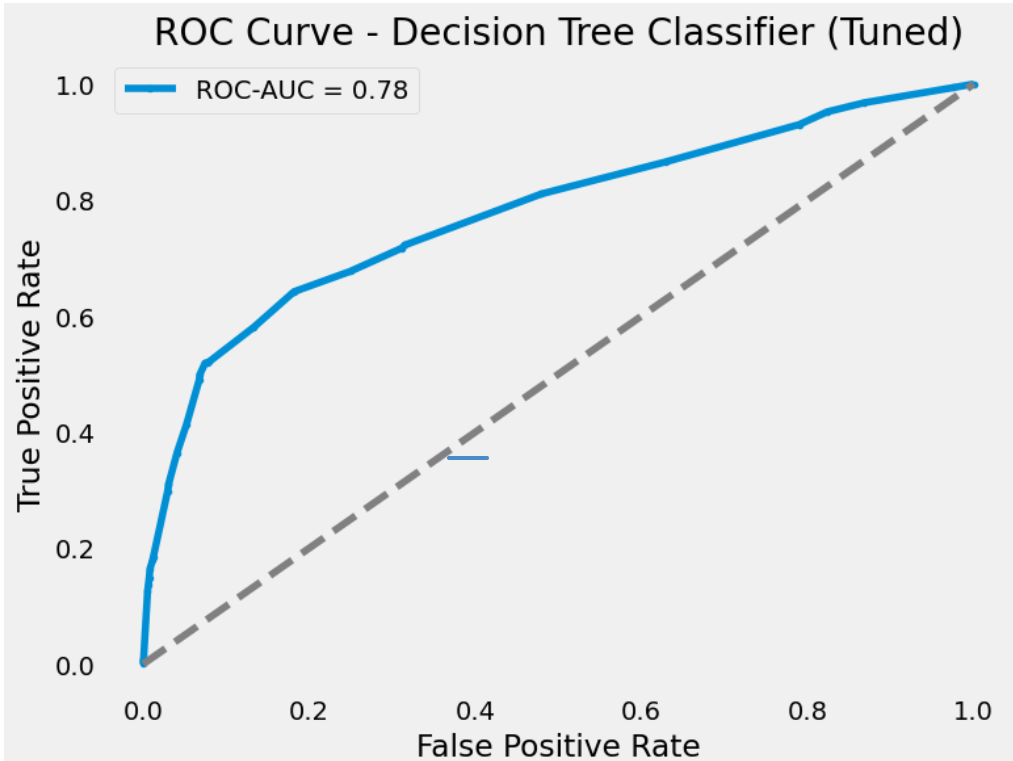 ROC Curve - Decision Tree Classifier (Tuned)
ROC-AUC = 0.78
1.0
0.8
0.6
0.4
0.2
0.0
True Positive Rate
0.0 0.2 0.4 0.6 0.8 1.0
False Positive Rate